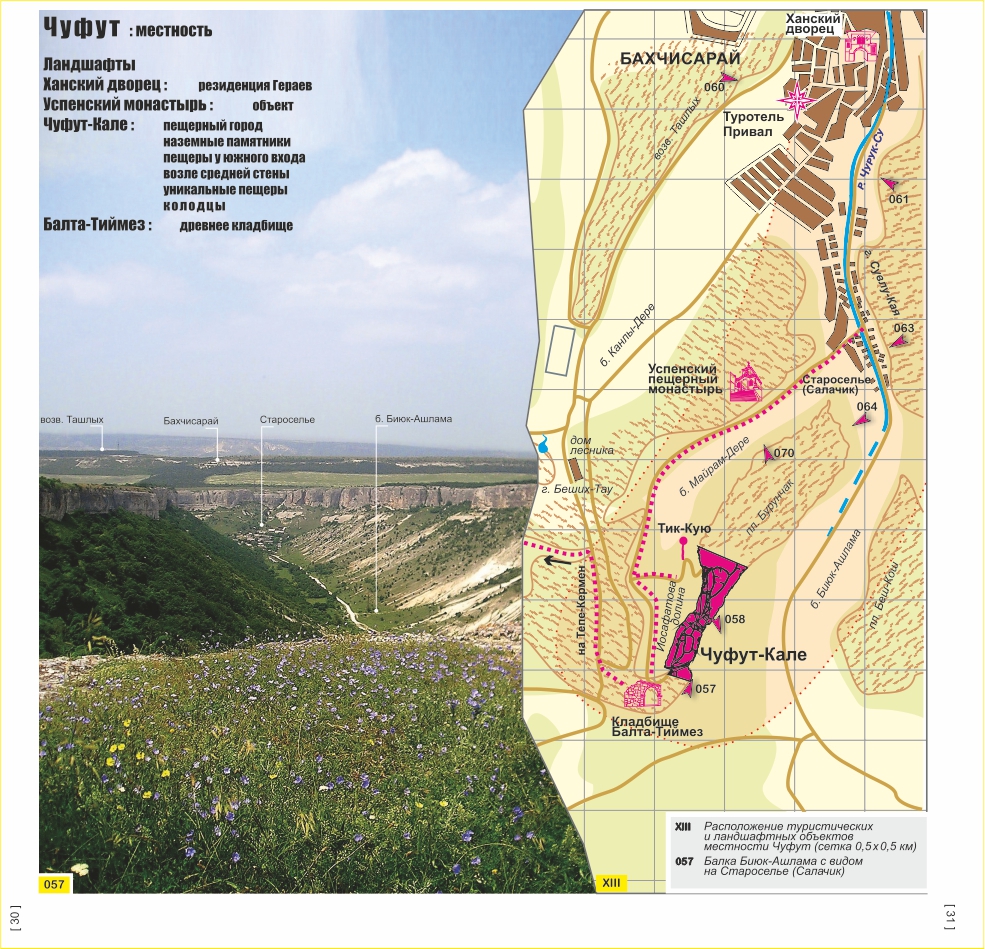 Чуфут : местность
Ландшафты
Ханский дворец : резиденция Гераев
Успенский монастырь : объект
Чуфут-Кале : пещерный город
наземные памятники
пещеры у южного входа
возле средней стены
уникальные пещеры
колодцы
Балта-Тиймез : древнее кладбище
возв. Ташлых
Бахчисарай
Староселье
б. Биюк-Ашлама
057
[ 30 ]
Ханский
дворец
БАХЧИСАРАЙ
060
возв. Ташлых
Туротель
Привал
р. Чурук-Су
061
г. Сувлу-Кая
063
б. Канлы-Дере
Успенский
пещерный
монастырь
Староселье
(Салачик)
064
дом
лесника
б. Майрам-Дере
070
г. Беших-Тау
пл. Бурунчак
Тик-Кую
б. Биюк-Ашлама
пл. Беш-Кош
на Тепе-Кермен
Иосафатова
долина
058
Чуфут-Кале
057
Кладбище
Балта-Тиймез
XIII Расположение туристических
и ландшафтных объектов
местности Чуфут (сетка 0,5 x 0,5 км)
057 Балка Биюк-Ашлама с видом
на Староселье (Салачик)
XIII
[ 31 ]